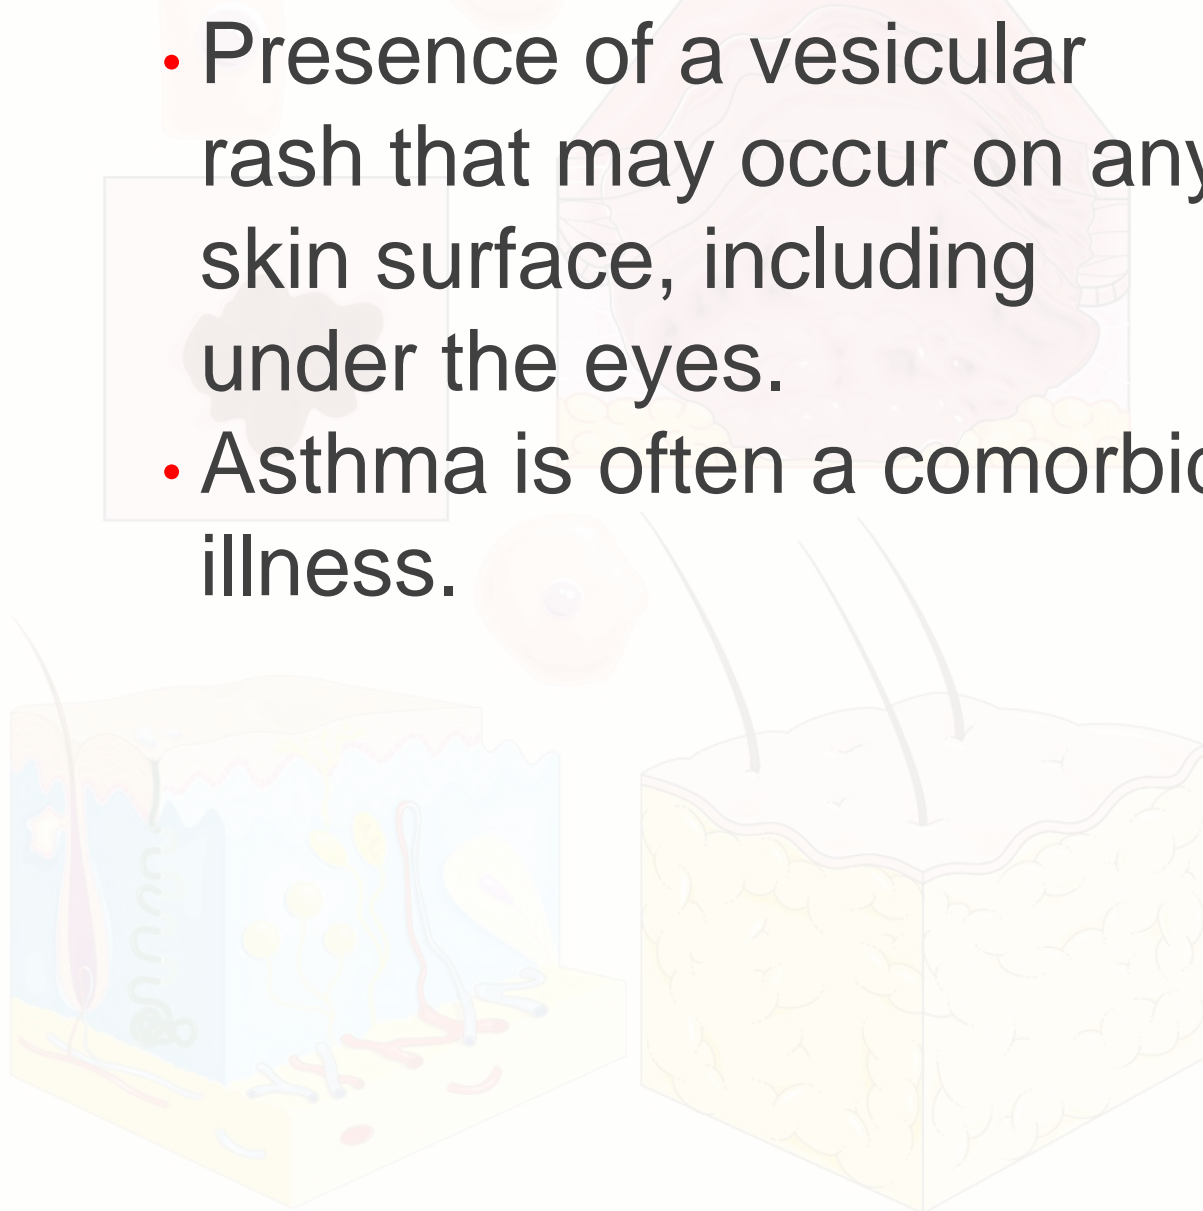 • Presence of a vesicular
rash that may occur on any
skin surface, including
under the eyes.
• Asthma is often a comorbid
illness.